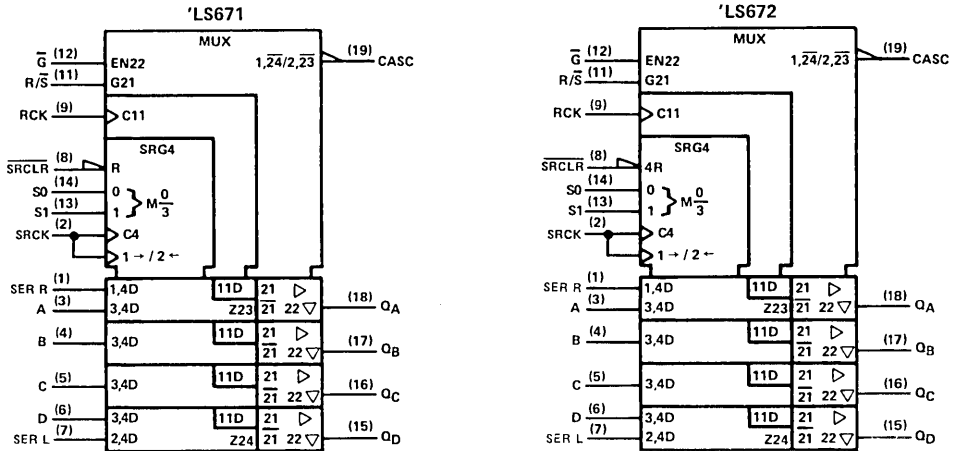 'LS671
MUX
G̅ (12) EN22 1,2̅4̅/2,2̅3̅ (19) CASC
R/S̅ (11) G21
RCK (9) C11
SRG4
S̅R̅C̅L̅R̅ (8) R
S0 (14) 0 } M 0/3
S1 (13) 1
SRCK (2) C4
1 → / 2 ←
SER R (1) 1,4D 11D 21 ▷
A (3) 3,4D Z23 2̅1̅ 22 ▽ (18) QA
B (4) 3,4D 11D 21 ▷
2̅1̅ 22 ▽ (17) QB
C (5) 3,4D 11D 21 ▷
2̅1̅ 22 ▽ (16) QC
D (6) 3,4D 11D 21 ▷
SER L (7) 2,4D Z24 2̅1̅ 22 ▽ (15) QD
'LS672
MUX
G̅ (12) EN22 1,2̅4̅/2,2̅3̅ (19) CASC
R/S̅ (11) G21
RCK (9) C11
SRG4
S̅R̅C̅L̅R̅ (8) 4R
S0 (14) 0 } M 0/3
S1 (13) 1
SRCK (2) C4
1 → / 2 ←
SER R (1) 1,4D 11D 21 ▷
A (3) 3,4D Z23 2̅1̅ 22 ▽ (18) QA
B (4) 3,4D 11D 21 ▷
2̅1̅ 22 ▽ (17) QB
C (5) 3,4D 11D 21 ▷
2̅1̅ 22 ▽ (16) QC
D (6) 3,4D 11D 21 ▷
SER L (7) 2,4D Z24 2̅1̅ 22 ▽ (15) QD